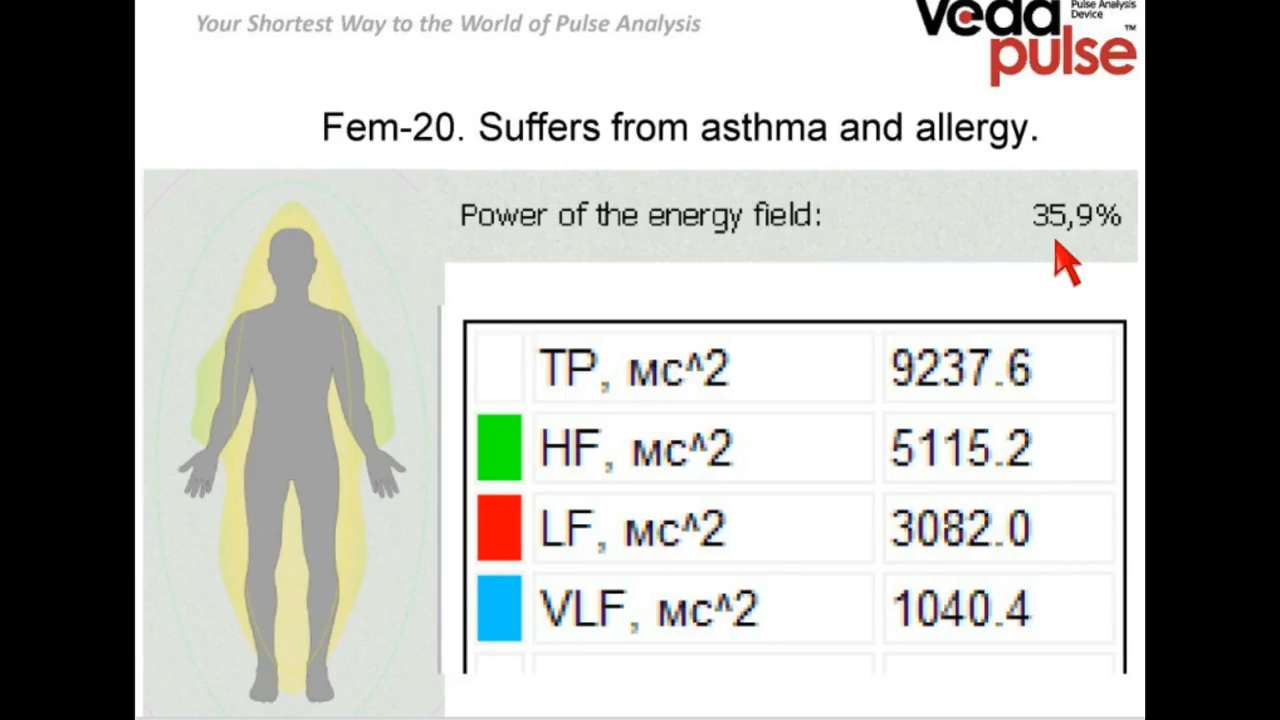 Your Shortest Way to the World of Pulse Analysis
veda
Pulse Analysis
Device
pulse™
Fem-20. Suffers from asthma and allergy.
Power of the energy field: 35,9%
TP, мс^2 9237.6
HF, мс^2 5115.2
LF, мс^2 3082.0
VLF, мс^2 1040.4